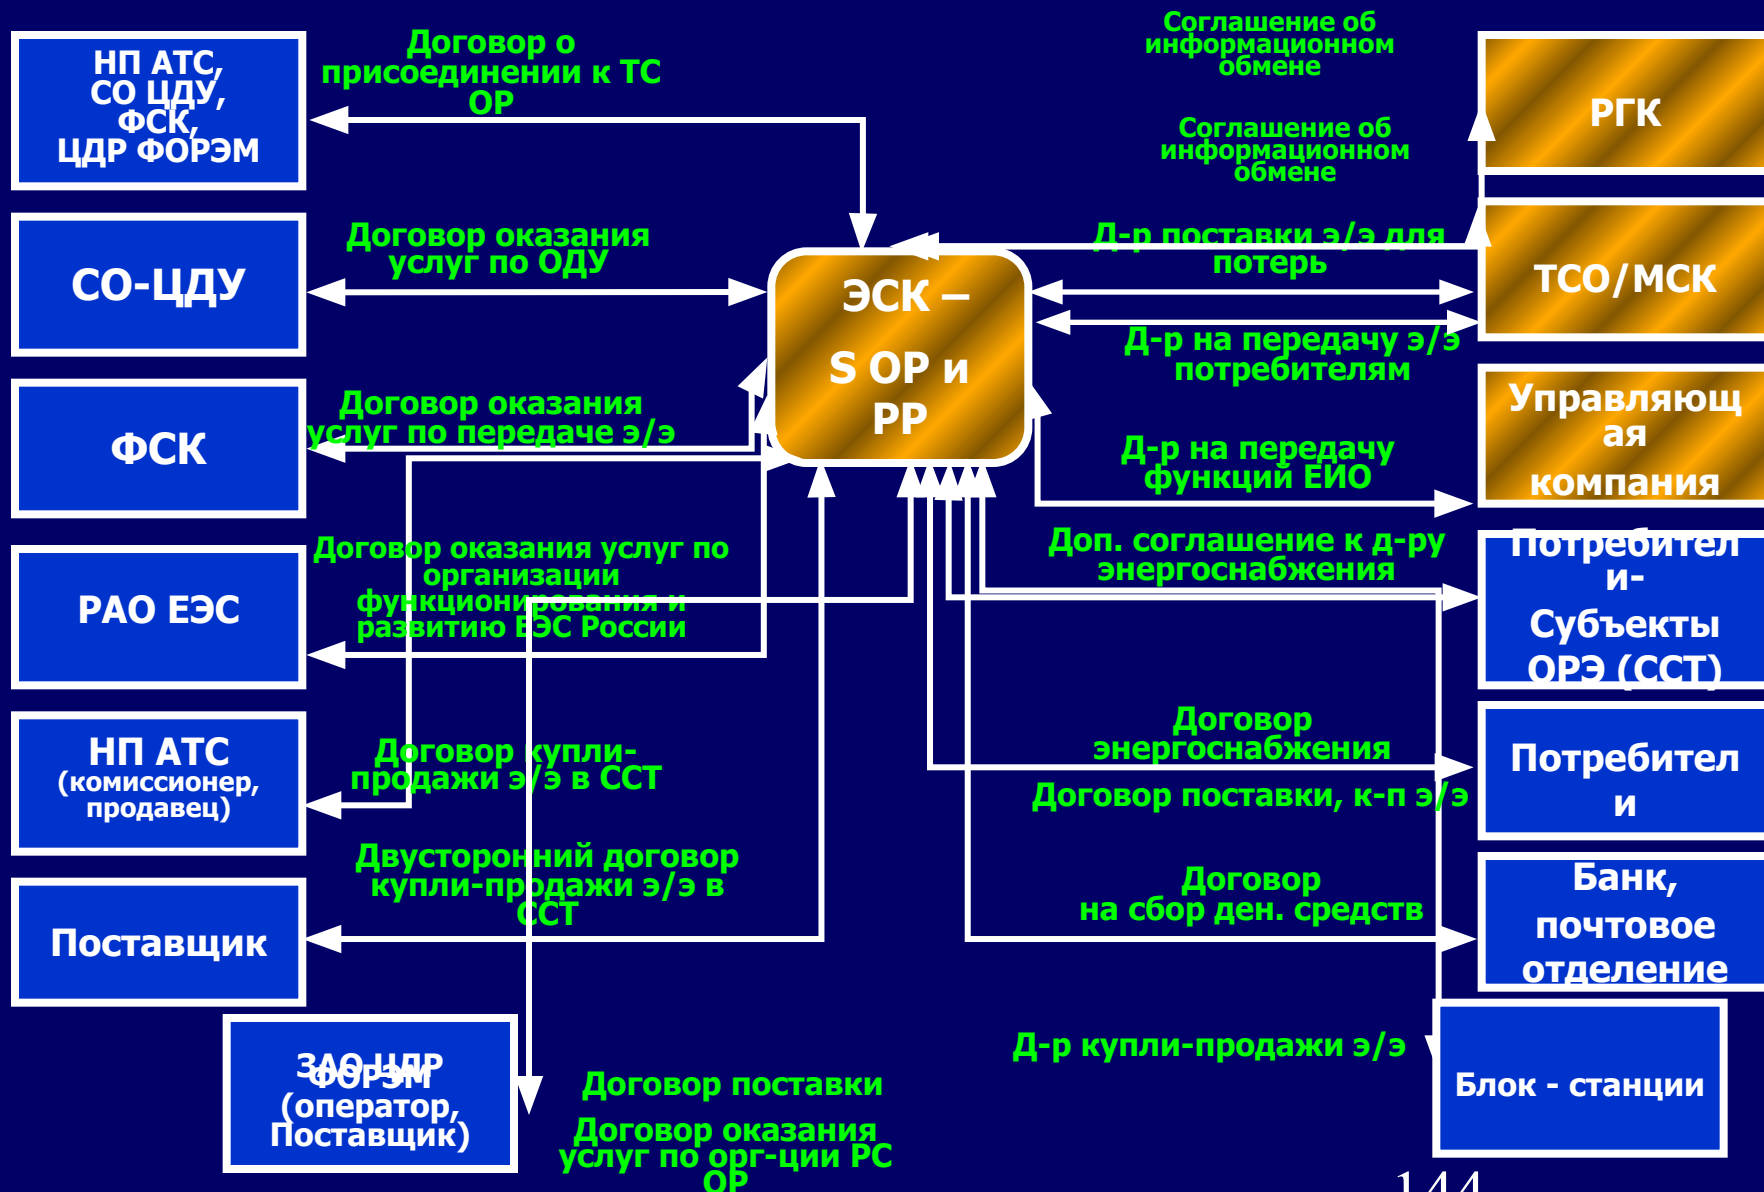 НП АТС,
СО ЦДУ,
ФСК,
ЦДР ФОРЭМ
Договор о
присоединении к ТС
ОР
Соглашение об
информационном
обмене
РГК
Соглашение об
информационном
обмене
СО-ЦДУ
Договор оказания
услуг по ОДУ
ЭСК –
S ОР и
РР
Д-р поставки э/э для
потерь
ТСО/МСК
Д-р на передачу э/э
потребителям
ФСК
Договор оказания
услуг по передаче э/э
Д-р на передачу
функций ЕИО
Управляющ
ая
компания
РАО ЕЭС
Договор оказания услуг по
организации
функционирования и
развитию ЕЭС России
Доп. соглашение к д-ру
энергоснабжения
Потребител
и-
Субъекты
ОРЭ (ССТ)
НП АТС
(комиссионер,
продавец)
Договор купли-
продажи э/э в ССТ
Договор
энергоснабжения
Договор поставки, к-п э/э
Потребител
и
Поставщик
Двусторонний договор
купли-продажи э/э в
ССТ
Договор
на сбор ден. средств
Банк,
почтовое
отделение
ЗАО ЦДР
ФОРЭМ
(оператор,
Поставщик)
Договор поставки
Договор оказания
услуг по орг-ции РС
ОР
Д-р купли-продажи э/э
Блок - станции
144